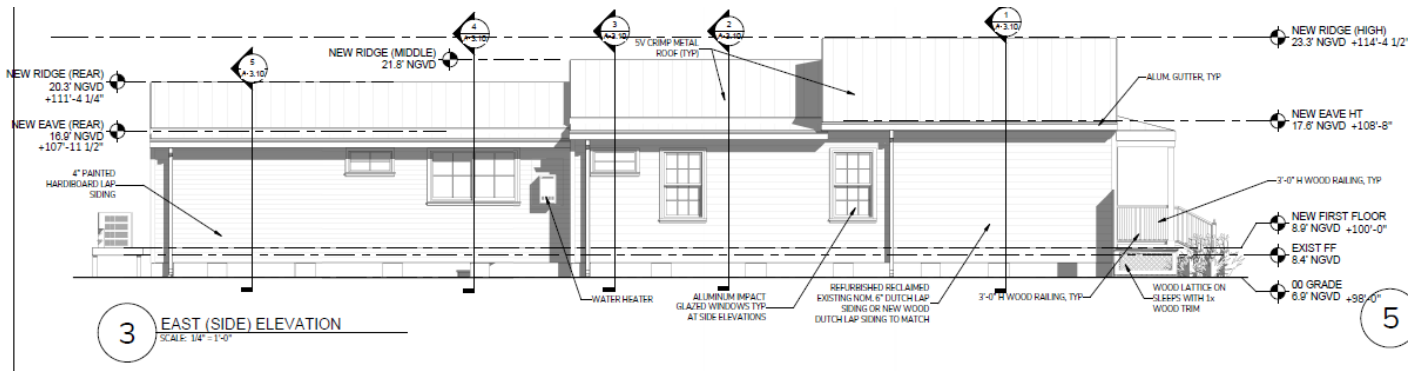 1
A-3.10
2
A-3.10
3
A-3.10
4
A-3.10
5
A-3.10
NEW RIDGE (HIGH)
23.3' NGVD +114'-4 1/2"
5V CRIMP METAL
ROOF (TYP)
NEW RIDGE (MIDDLE)
21.8' NGVD
NEW RIDGE (REAR)
20.3' NGVD
+111'-4 1/4"
ALUM. GUTTER, TYP
NEW EAVE HT
17.6' NGVD +108'-8"
NEW EAVE (REAR)
16.9' NGVD
+107'-11 1/2"
4" PAINTED
HARDIBOARD LAP
SIDING
3'-0" H WOOD RAILING, TYP
NEW FIRST FLOOR
8.9' NGVD +100'-0"
EXIST FF
8.4' NGVD
00 GRADE
6.9' NGVD +98'-0"
WATER HEATER
ALUMINUM IMPACT
GLAZED WINDOWS TYP
AT SIDE ELEVATIONS
REFURBISHED RECLAIMED
EXISTING NOM. 6" DUTCH LAP
SIDING OR NEW WOOD
DUTCH LAP SIDING TO MATCH
3'-0" H WOOD RAILING, TYP
WOOD LATTICE ON
SLEEPS WITH 1x
WOOD TRIM
3
EAST (SIDE) ELEVATION
SCALE: 1/4" = 1'-0"
5